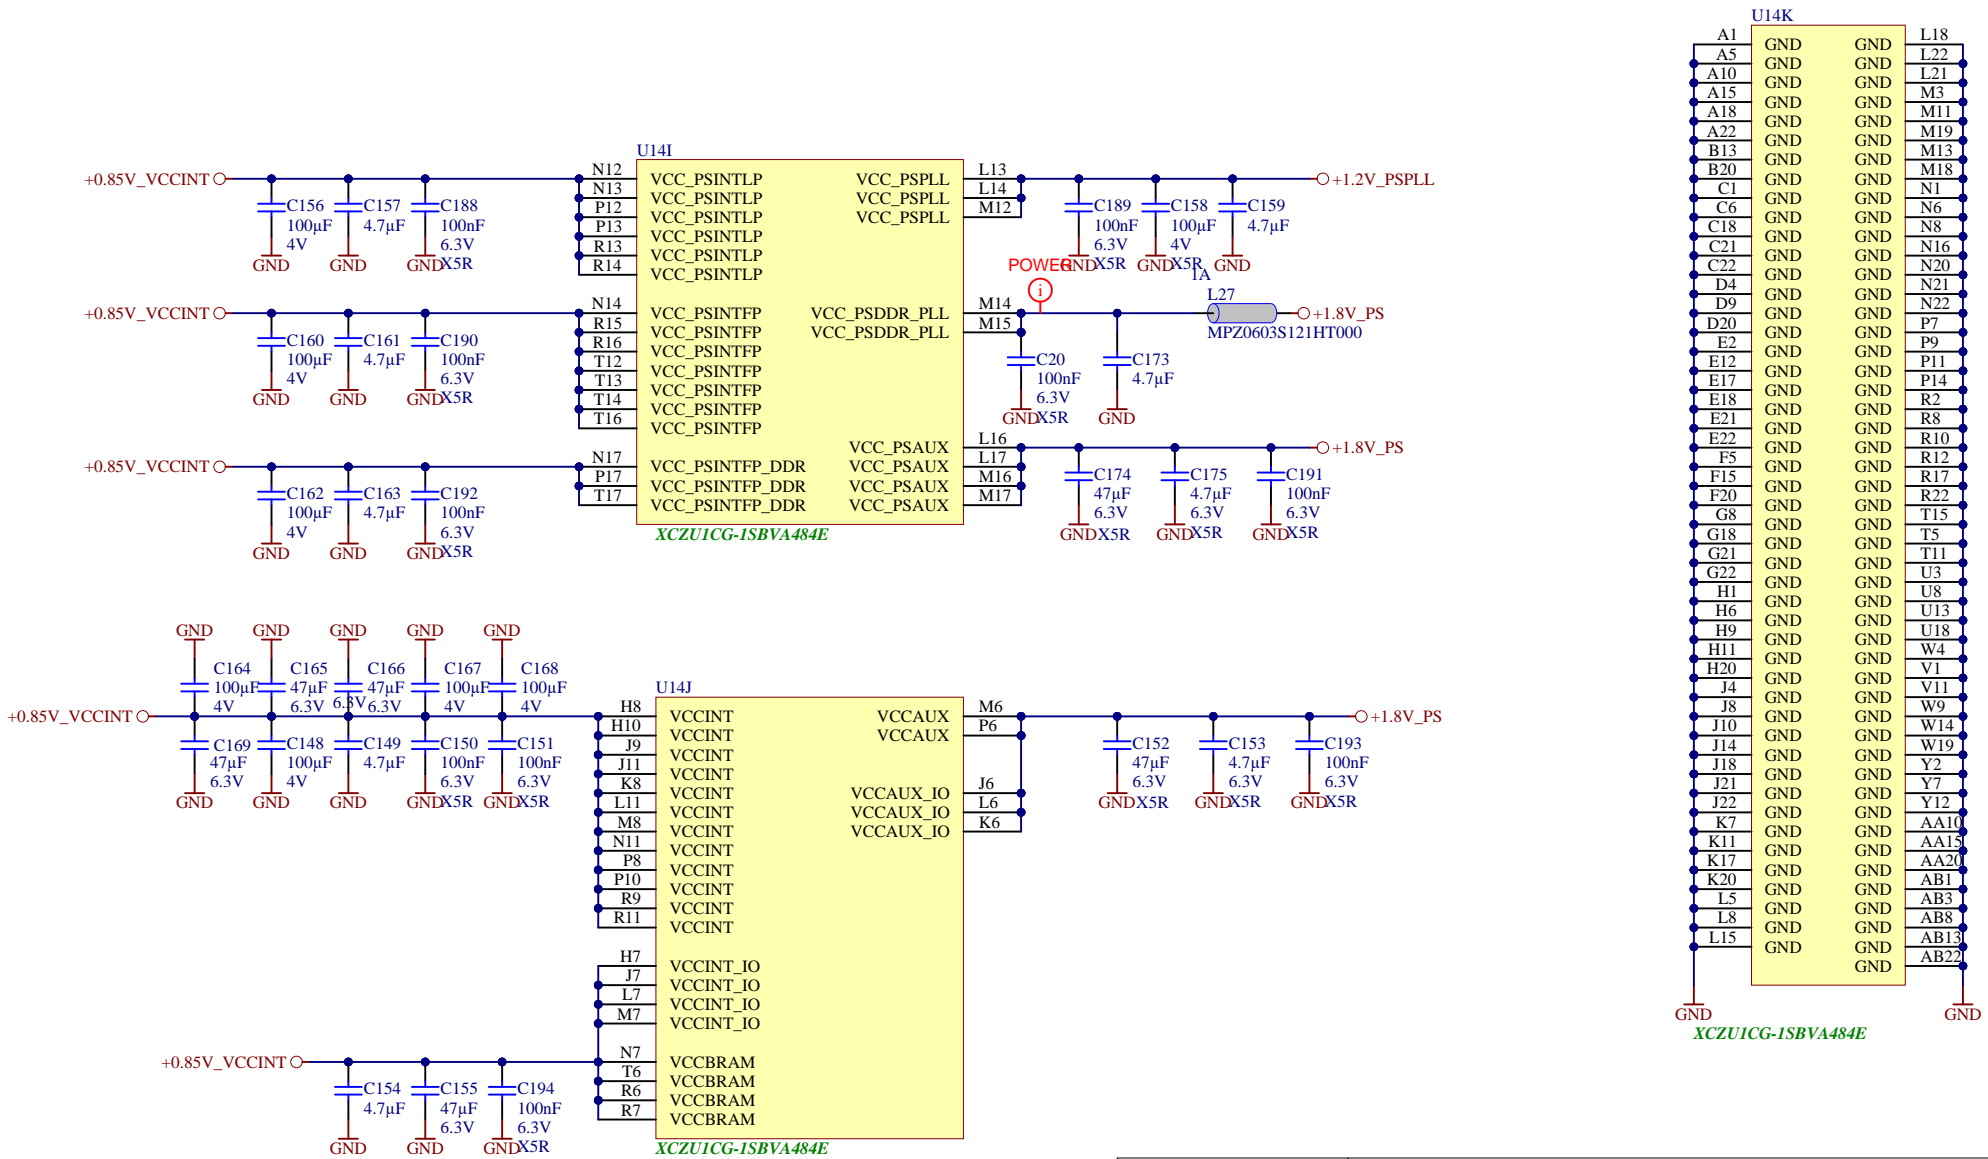 U14I
+0.85V_VCCINT
C156
100µF
4V
GND
C157
4.7µF
GND
C188
100nF
6.3V
X5R
GND
N12 VCC_PSINTLP
N13 VCC_PSINTLP
P12 VCC_PSINTLP
P13 VCC_PSINTLP
R13 VCC_PSINTLP
R14 VCC_PSINTLP
+0.85V_VCCINT
C160
100µF
4V
GND
C161
4.7µF
GND
C190
100nF
6.3V
X5R
GND
N14 VCC_PSINTFP
R15 VCC_PSINTFP
R16 VCC_PSINTFP
T12 VCC_PSINTFP
T13 VCC_PSINTFP
T14 VCC_PSINTFP
T16 VCC_PSINTFP
+0.85V_VCCINT
C162
100µF
4V
GND
C163
4.7µF
GND
C192
100nF
6.3V
X5R
GND
N17 VCC_PSINTFP_DDR
P17 VCC_PSINTFP_DDR
T17 VCC_PSINTFP_DDR
VCC_PSPLL L13
VCC_PSPLL L14
VCC_PSPLL M12
+1.2V_PSPLL
C189
100nF
6.3V
X5R
GND
C158
100µF
4V
X5R
GND
C159
4.7µF
GND
POWER
i
VCC_PSDDR_PLL M14
VCC_PSDDR_PLL M15
1A
L27
MPZ0603S121HT000
+1.8V_PS
C20
100nF
6.3V
X5R
GND
C173
4.7µF
GND
VCC_PSAUX L16
VCC_PSAUX L17
VCC_PSAUX M16
VCC_PSAUX M17
+1.8V_PS
C174
47µF
6.3V
X5R
GND
C175
4.7µF
6.3V
X5R
GND
C191
100nF
6.3V
X5R
GND
XCZU1CG-1SBVA484E
GND GND GND GND GND
C164
100µF
4V
C165
47µF
6.3V
C166
47µF
6.3V
6.3V
C167
100µF
4V
C168
100µF
4V
+0.85V_VCCINT
C169
47µF
6.3V
GND
C148
100µF
4V
GND
C149
4.7µF
GND
C150
100nF
6.3V
X5R
GND
C151
100nF
6.3V
X5R
GND
U14J
H8 VCCINT
H10 VCCINT
J9 VCCINT
J11 VCCINT
K8 VCCINT
L11 VCCINT
M8 VCCINT
N11 VCCINT
P8 VCCINT
P10 VCCINT
R9 VCCINT
R11 VCCINT
H7 VCCINT_IO
J7 VCCINT_IO
L7 VCCINT_IO
M7 VCCINT_IO
+0.85V_VCCINT
N7 VCCBRAM
T6 VCCBRAM
R6 VCCBRAM
R7 VCCBRAM
C154
4.7µF
GND
C155
47µF
6.3V
GND
C194
100nF
6.3V
X5R
GND
VCCAUX M6
VCCAUX P6
VCCAUX_IO J6
VCCAUX_IO L6
VCCAUX_IO K6
+1.8V_PS
C152
47µF
6.3V
X5R
GND
C153
4.7µF
6.3V
X5R
GND
C193
100nF
6.3V
X5R
GND
XCZU1CG-1SBVA484E
U14K
A1 GND GND L18
A5 GND GND L22
A10 GND GND L21
A15 GND GND M3
A18 GND GND M11
A22 GND GND M19
B13 GND GND M13
B20 GND GND M18
C1 GND GND N1
C6 GND GND N6
C18 GND GND N8
C21 GND GND N16
C22 GND GND N20
D4 GND GND N21
D9 GND GND N22
D20 GND GND P7
E2 GND GND P9
E12 GND GND P11
E17 GND GND P14
E18 GND GND R2
E21 GND GND R8
E22 GND GND R10
F5 GND GND R12
F15 GND GND R17
F20 GND GND R22
G8 GND GND T15
G18 GND GND T5
G21 GND GND T11
G22 GND GND U3
H1 GND GND U8
H6 GND GND U13
H9 GND GND U18
H11 GND GND W4
H20 GND GND V1
J4 GND GND V11
J8 GND GND W9
J10 GND GND W14
J14 GND GND W19
J18 GND GND Y2
J21 GND GND Y7
J22 GND GND Y12
K7 GND GND AA10
K11 GND GND AA15
K17 GND GND AA20
K20 GND GND AB1
L5 GND GND AB3
L8 GND GND AB8
L15 GND GND AB13
GND AB22
GND
GND
XCZU1CG-1SBVA484E